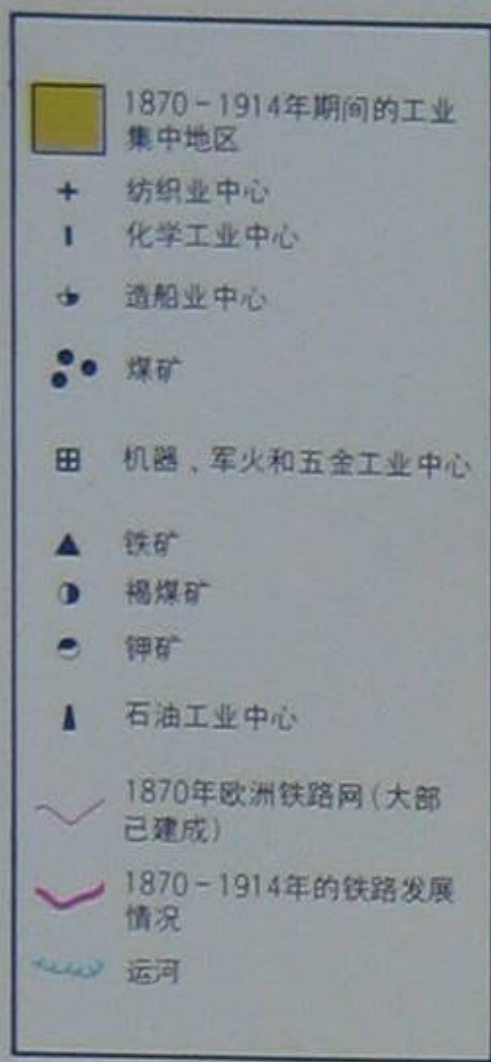 1870-1914年期间的工业
集中地区
纺织业中心
化学工业中心
造船业中心
煤矿
机器、军火和五金工业中心
铁矿
褐煤矿
钾矿
石油工业中心
1870年欧洲铁路网(大部
已建成)
1870-1914年的铁路发展
情况
运河